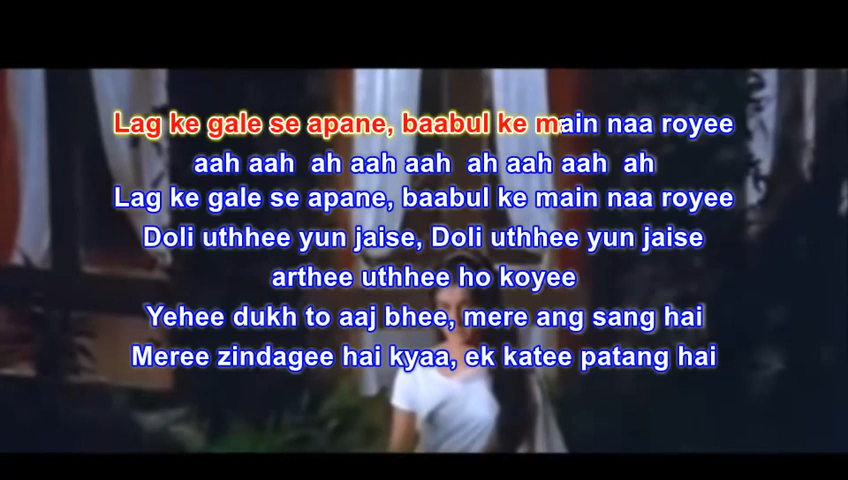 Lag ke gale se apane, baabul ke main naa royee
aah aah  ah aah aah  ah aah aah  ah
Lag ke gale se apane, baabul ke main naa royee
Doli uthhee yun jaise, Doli uthhee yun jaise
arthee uthhee ho koyee
Yehee dukh to aaj bhee, mere ang sang hai
Meree zindagee hai kyaa, ek katee patang hai